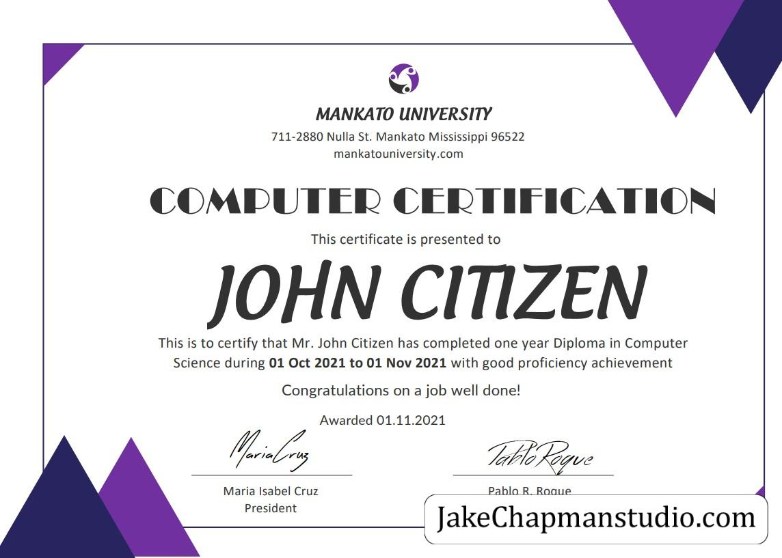 MANKATO UNIVERSITY
711-2880 Nulla St. Mankato Mississippi 96522
mankatouniversity.com
COMPUTER CERTIFICATION
This certificate is presented to
JOHN CITIZEN
This is to certify that Mr. John Citizen has completed one year Diploma in Computer
Science during 01 Oct 2021 to 01 Nov 2021 with good proficiency achievement
Congratulations on a job well done!
Awarded 01.11.2021
Maria Cruz
Pablo Roque
Maria Isabel Cruz
Pablo R. Roque
President
JakeChapmanstudio.com